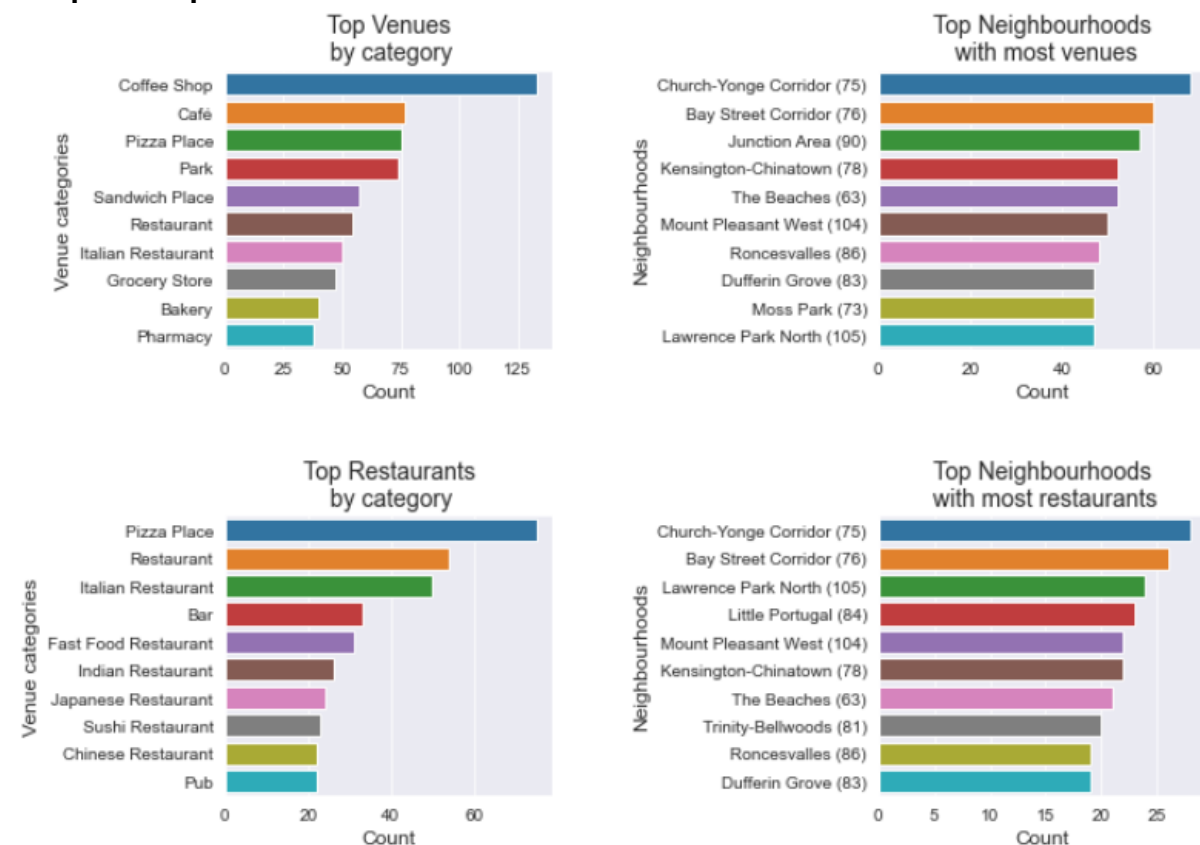 Top Venues
by category
Venue categories
Coffee Shop
Café
Pizza Place
Park
Sandwich Place
Restaurant
Italian Restaurant
Grocery Store
Bakery
Pharmacy
0 25 50 75 100 125
Count
Top Neighbourhoods
with most venues
Neighbourhoods
Church-Yonge Corridor (75)
Bay Street Corridor (76)
Junction Area (90)
Kensington-Chinatown (78)
The Beaches (63)
Mount Pleasant West (104)
Roncesvalles (86)
Dufferin Grove (83)
Moss Park (73)
Lawrence Park North (105)
0 20 40 60
Count
Top Restaurants
by category
Venue categories
Pizza Place
Restaurant
Italian Restaurant
Bar
Fast Food Restaurant
Indian Restaurant
Japanese Restaurant
Sushi Restaurant
Chinese Restaurant
Pub
0 20 40 60
Count
Top Neighbourhoods
with most restaurants
Neighbourhoods
Church-Yonge Corridor (75)
Bay Street Corridor (76)
Lawrence Park North (105)
Little Portugal (84)
Mount Pleasant West (104)
Kensington-Chinatown (78)
The Beaches (63)
Trinity-Bellwoods (81)
Roncesvalles (86)
Dufferin Grove (83)
0 5 10 15 20 25
Count